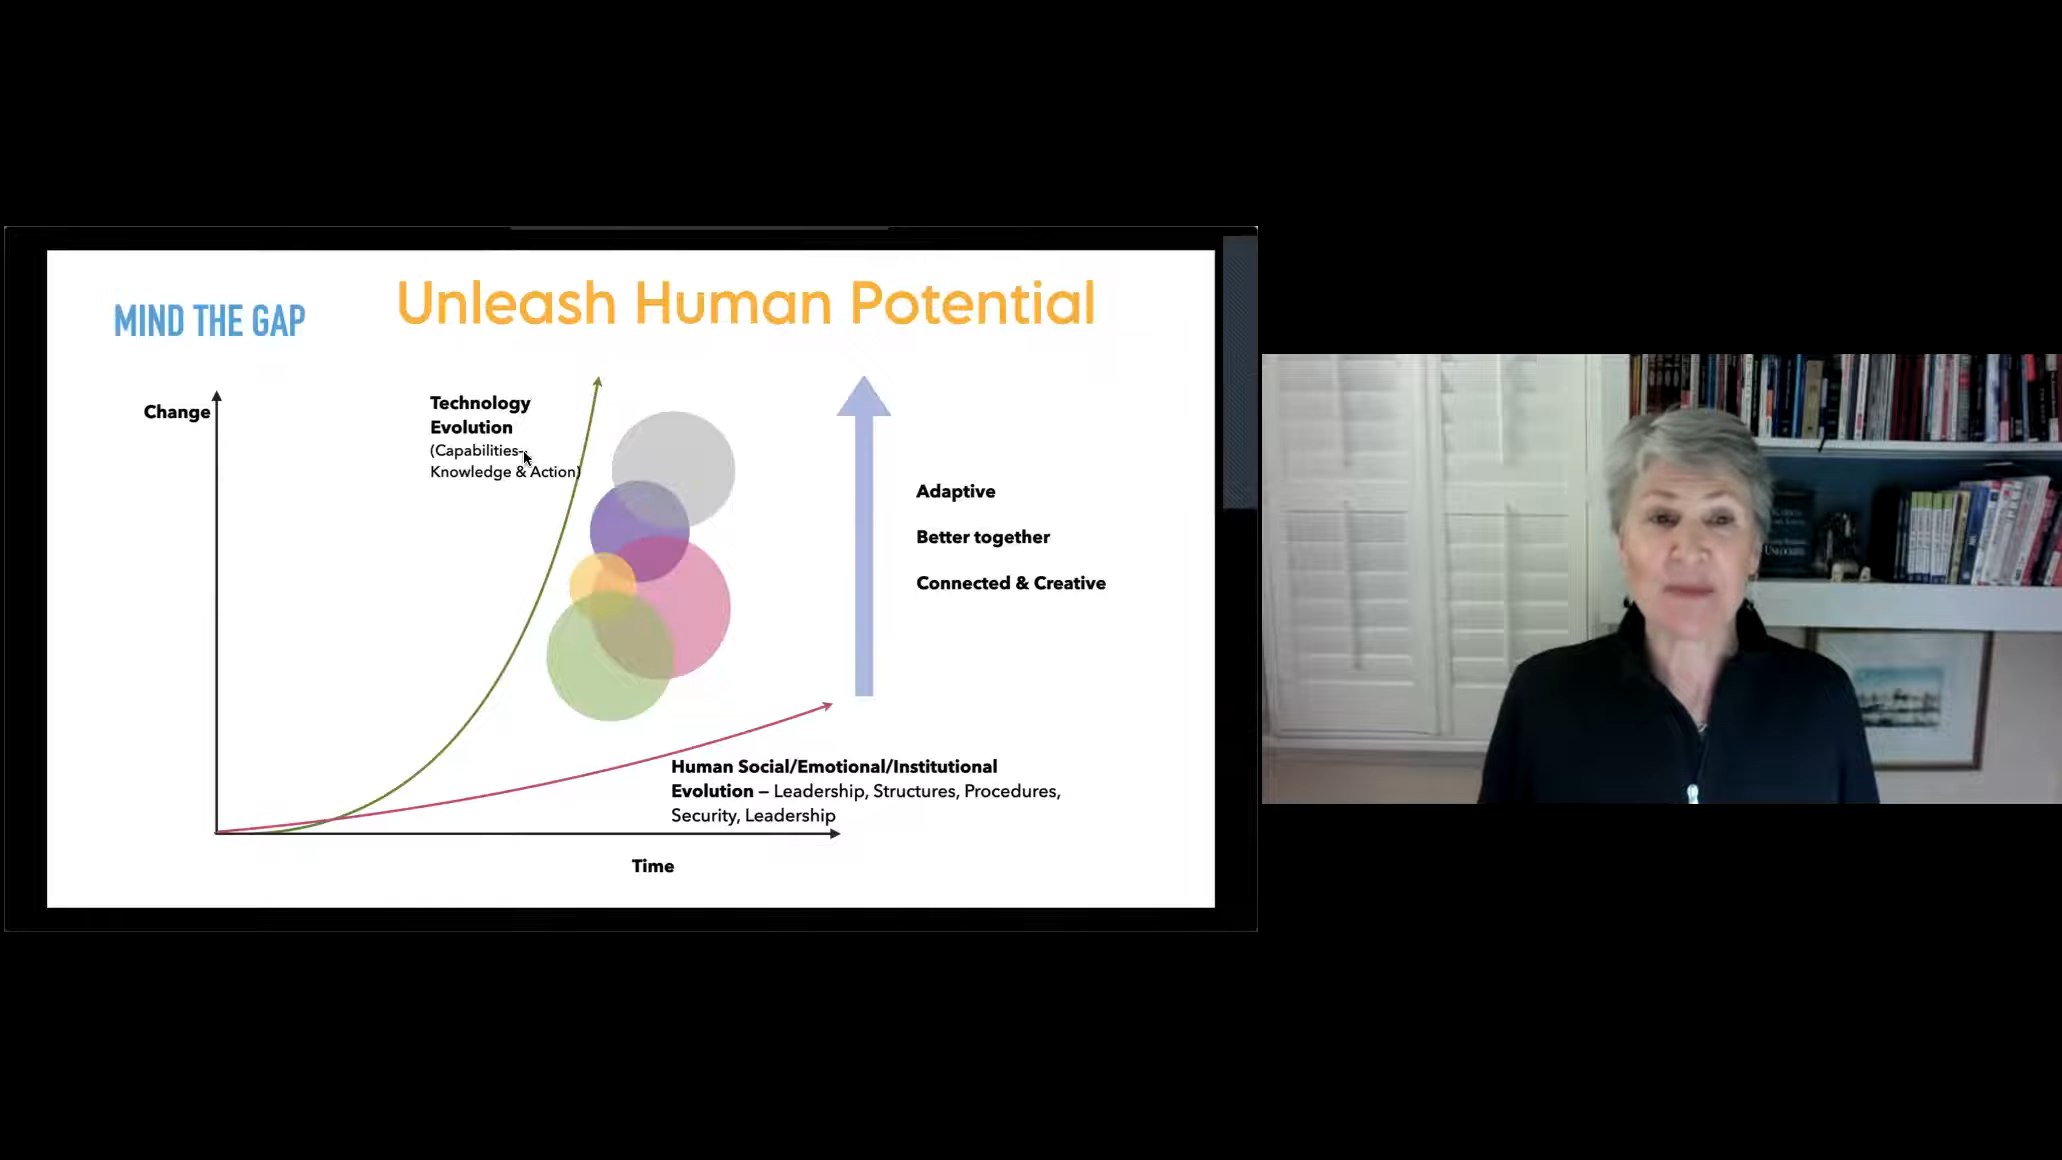 MIND THE GAP
Unleash Human Potential
Change
Technology
Evolution
(Capabilities-
Knowledge & Action)
Adaptive
Better together
Connected & Creative
Human Social/Emotional/Institutional
Evolution – Leadership, Structures, Procedures,
Security, Leadership
Time